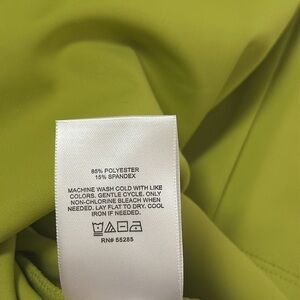 85% POLYESTER
15% SPANDEX
MACHINE WASH COLD WITH LIKE
COLORS. GENTLE CYCLE. ONLY
NON-CHLORINE BLEACH WHEN
NEEDED. LAY FLAT TO DRY. COOL
IRON IF NEEDED.
RN# 55285